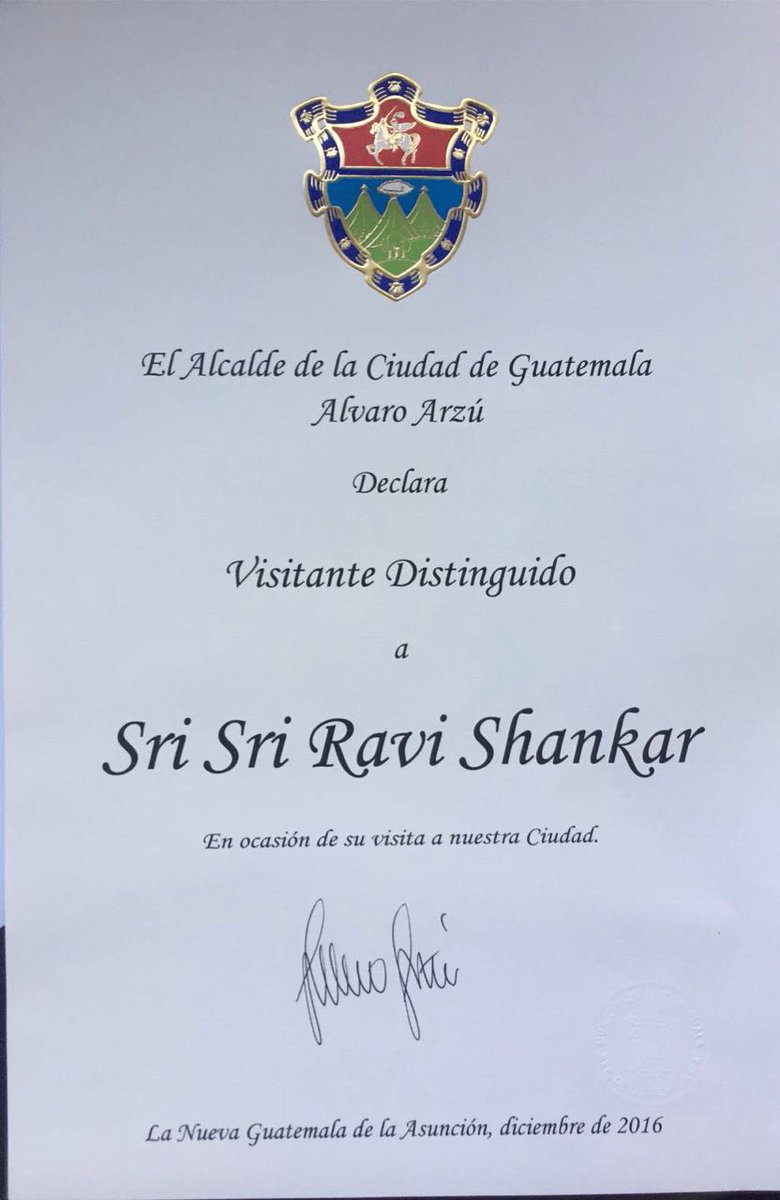 El Alcalde de la Ciudad de Guatemala
Alvaro Arzú
Declara
Visitante Distinguido
a
Sri Sri Ravi Shankar
En ocasión de su visita a nuestra Ciudad.
La Nueva Guatemala de la Asunción, diciembre de 2016